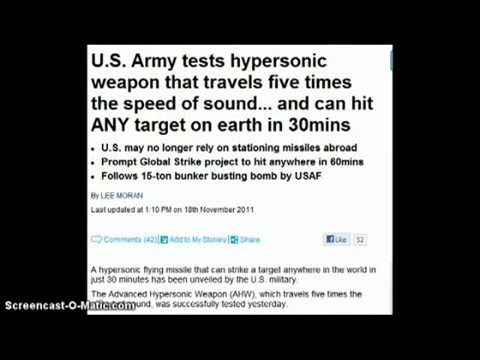 U.S. Army tests hypersonic
weapon that travels five times
the speed of sound... and can hit
ANY target on earth in 30mins
• U.S. may no longer rely on stationing missiles abroad
• Prompt Global Strike project to hit anywhere in 60mins
• Follows 15-ton bunker busting bomb by USAF
By LEE MORAN
Last updated at 1:10 PM on 18th November 2011
Comments (42) Add to My Stories Share Like 52
A hypersonic flying missile that can strike a target anywhere in the world in
just 30 minutes has been unveiled by the U.S. military.
The Advanced Hypersonic Weapon (AHW), which travels five times the
sound, was successfully tested yesterday.
Screencast-O-Matic.com